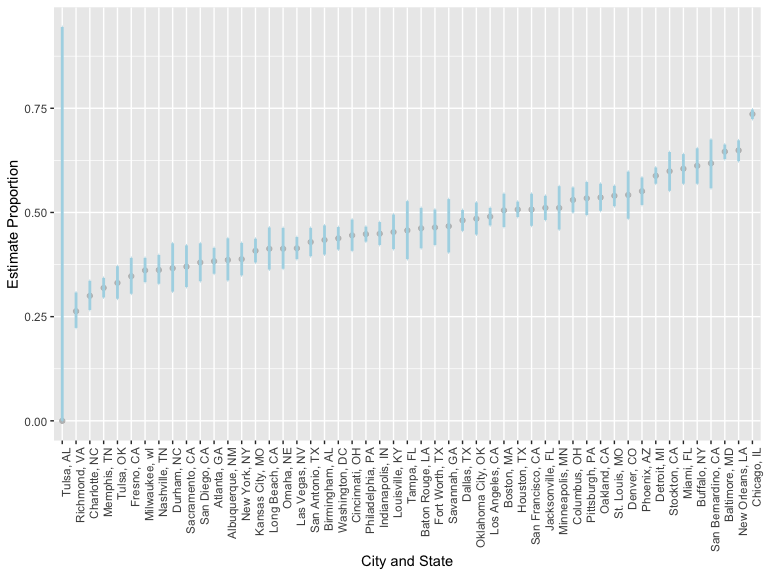 Estimate Proportion
0.75
0.50
0.25
0.00
Tulsa, AL
Richmond, VA
Charlotte, NC
Memphis, TN
Tulsa, OK
Fresno, CA
Milwaukee, wI
Nashville, TN
Durham, NC
Sacramento, CA
San Diego, CA
Atlanta, GA
Albuquerque, NM
New York, NY
Kansas City, MO
Long Beach, CA
Omaha, NE
Las Vegas, NV
San Antonio, TX
Birmingham, AL
Washington, DC
Cincinnati, OH
Philadelphia, PA
Indianapolis, IN
Louisville, KY
Tampa, FL
Baton Rouge, LA
Fort Worth, TX
Savannah, GA
Dallas, TX
Oklahoma City, OK
Los Angeles, CA
Boston, MA
Houston, TX
San Francisco, CA
Jacksonville, FL
Minneapolis, MN
Columbus, OH
Pittsburgh, PA
Oakland, CA
St. Louis, MO
Denver, CO
Phoenix, AZ
Detroit, MI
Stockton, CA
Miami, FL
Buffalo, NY
San Bernardino, CA
Baltimore, MD
New Orleans, LA
Chicago, IL
City and State